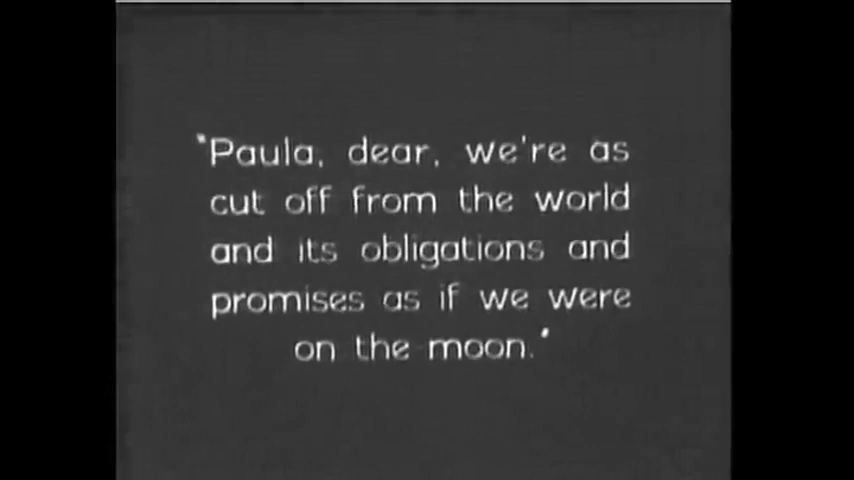 "Paula, dear, we're as
cut off from the world
and its obligations and
promises as if we were
on the moon."